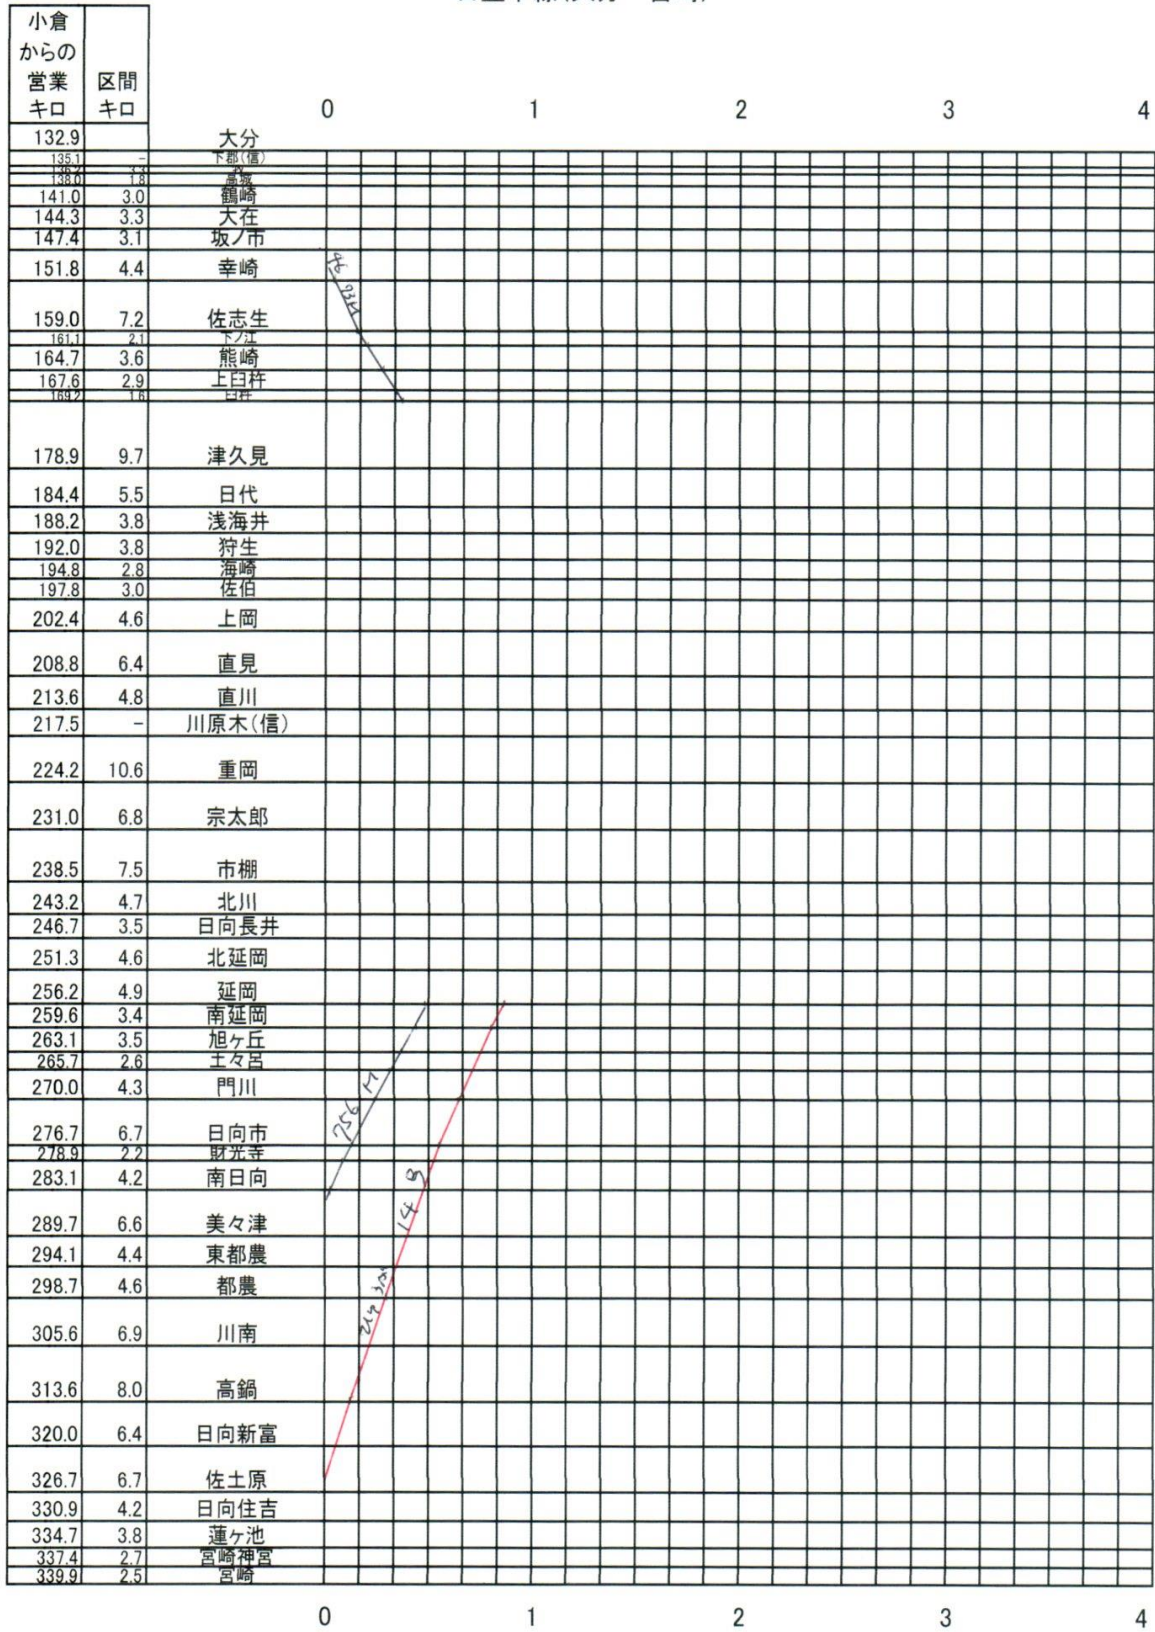 小倉
からの
営業
キロ
区間
キロ
0 1 2 3 4
132.9 大分
135.1 - 下郡(信)
138.0 1.8 高城
141.0 3.0 鶴崎
144.3 3.3 大在
147.4 3.1 坂ノ市
151.8 4.4 幸崎
159.0 7.2 佐志生
161.1 2.1 下ノ江
164.7 3.6 熊崎
167.6 2.9 上臼杵
169.2 1.6 臼杵
178.9 9.7 津久見
184.4 5.5 日代
188.2 3.8 浅海井
192.0 3.8 狩生
194.8 2.8 海崎
197.8 3.0 佐伯
202.4 4.6 上岡
208.8 6.4 直見
213.6 4.8 直川
217.5 - 川原木(信)
224.2 10.6 重岡
231.0 6.8 宗太郎
238.5 7.5 市棚
243.2 4.7 北川
246.7 3.5 日向長井
251.3 4.6 北延岡
256.2 4.9 延岡
259.6 3.4 南延岡
263.1 3.5 旭ヶ丘
265.7 2.6 土々呂
270.0 4.3 門川
756 M
276.7 6.7 日向市
278.9 2.2 財光寺
283.1 4.2 南日向
289.7 6.6 美々津
294.1 4.4 東都農
298.7 4.6 都農
305.6 6.9 川南
313.6 8.0 高鍋
320.0 6.4 日向新富
326.7 6.7 佐土原
330.9 4.2 日向住吉
334.7 3.8 蓮ヶ池
337.4 2.7 宮崎神宮
339.9 2.5 宮崎
0 1 2 3 4